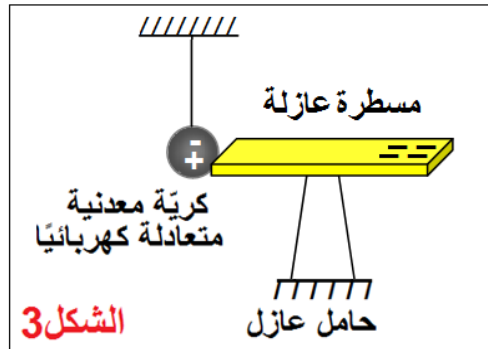 مسطرة عازلة
-
+
كريّة معدنية
متعادلة كهربائيًا
حامل عازل
الشكل3